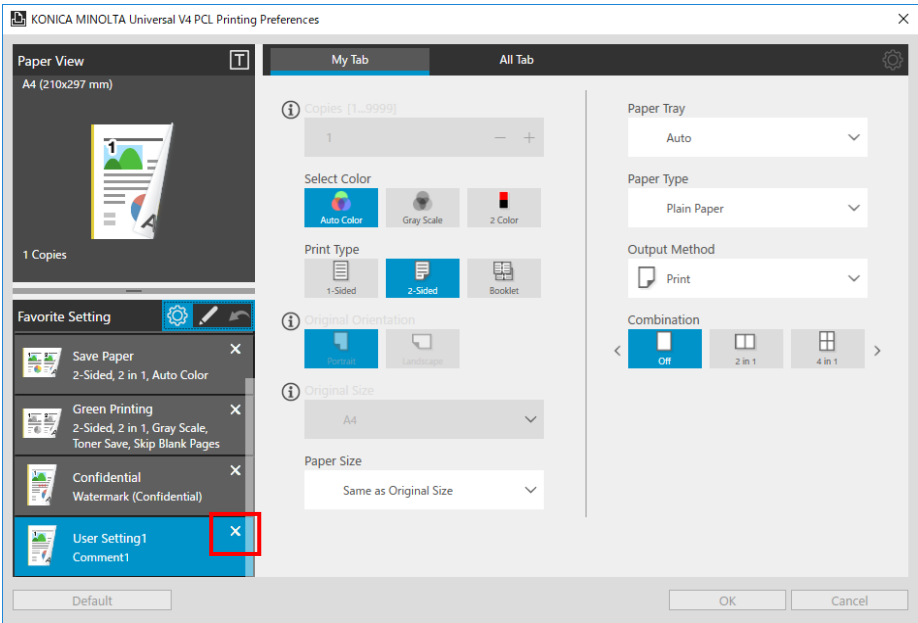 KONICA MINOLTA Universal V4 PCL Printing Preferences
Paper View
T
A4 (210x297 mm)
1
A
1 Copies
Favorite Setting
Save Paper
2-Sided, 2 in 1, Auto Color
Green Printing
2-Sided, 2 in 1, Gray Scale,
Toner Save, Skip Blank Pages
Confidential
Watermark (Confidential)
User Setting1
Comment1
My Tab
All Tab
Copies [1...9999]
1
Select Color
Auto Color
Gray Scale
2 Color
Print Type
1-Sided
2-Sided
Booklet
Original Orientation
Portrait
Landscape
Original Size
A4
Paper Size
Same as Original Size
Paper Tray
Auto
Paper Type
Plain Paper
Output Method
Print
Combination
Off
2 in 1
4 in 1
Default
OK
Cancel